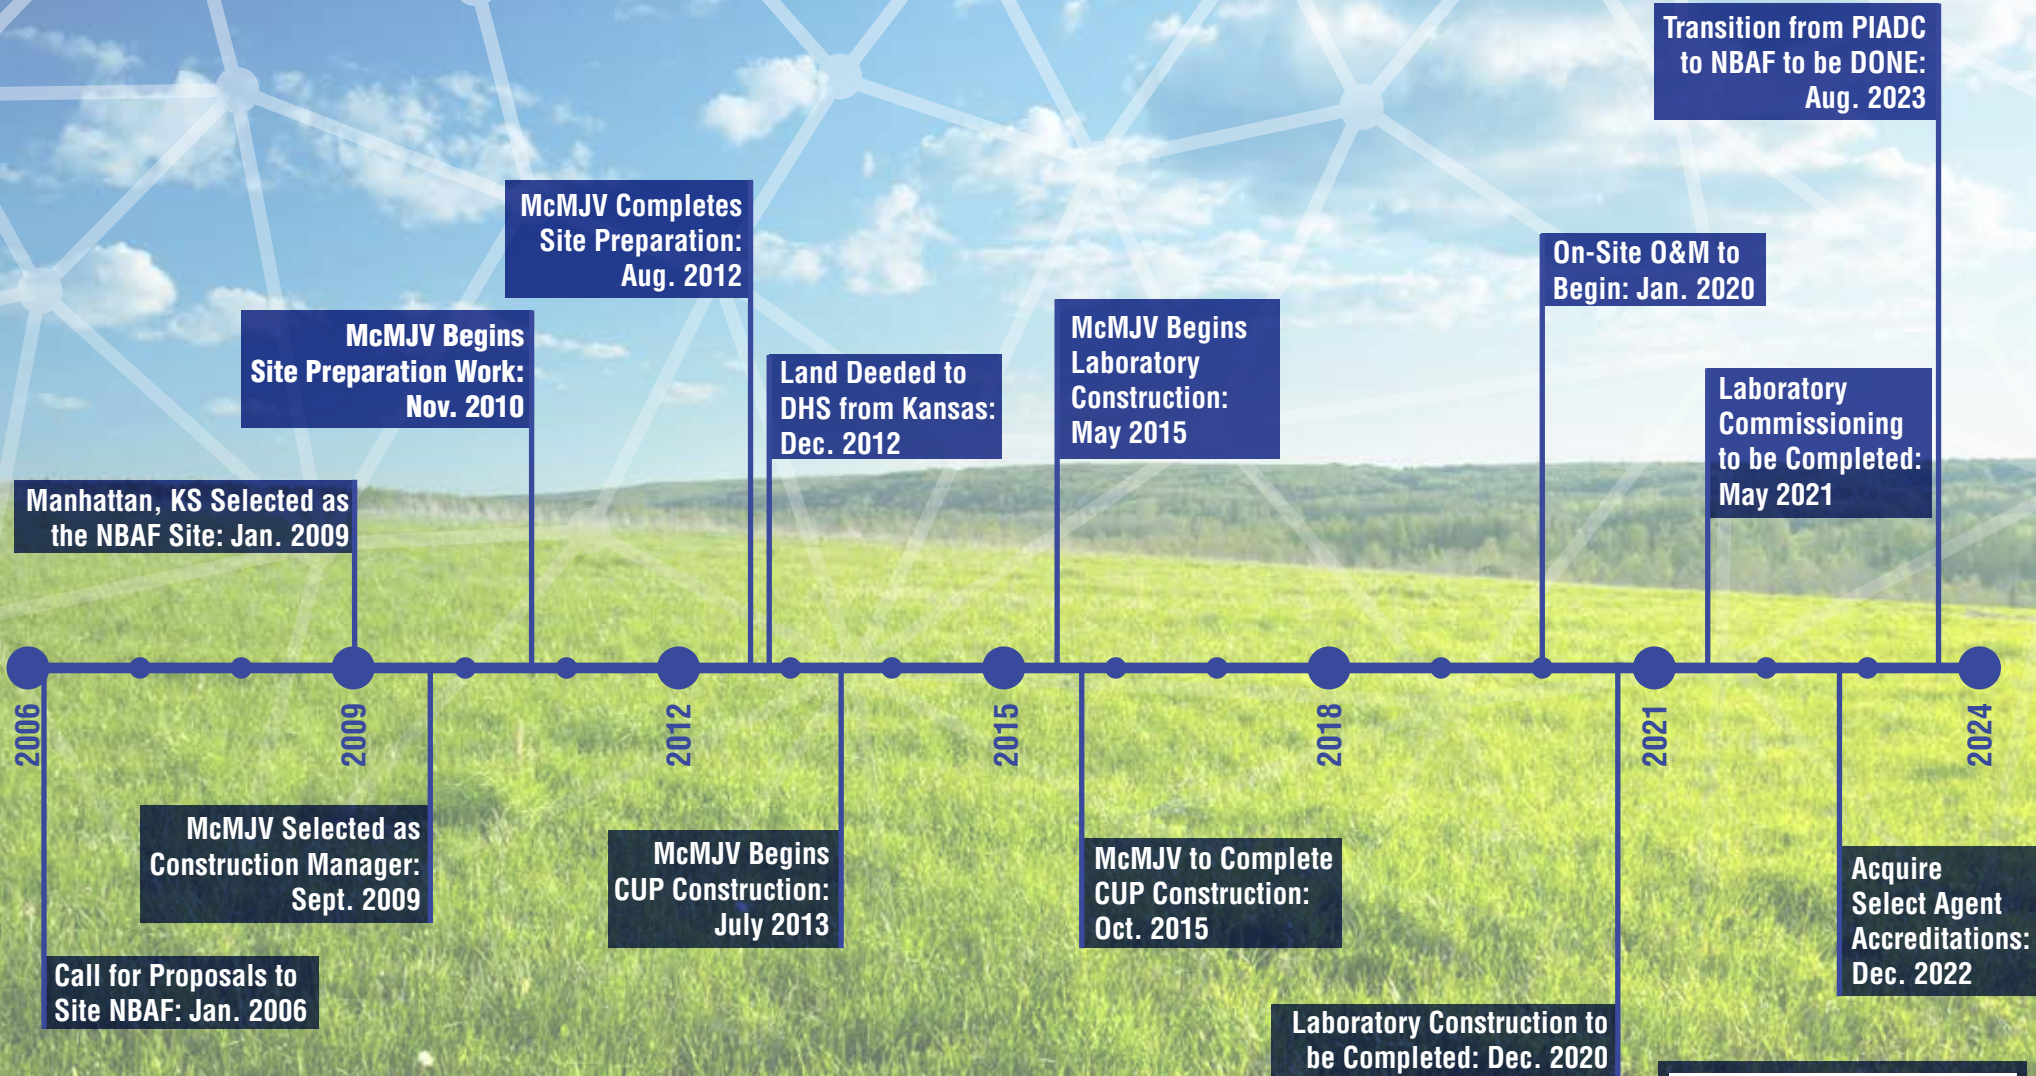 Transition from PIADC
to NBAF to be DONE:
Aug. 2023
McMJV Completes
Site Preparation:
Aug. 2012
On-Site O&M to
Begin: Jan. 2020
McMJV Begins
Site Preparation Work:
Nov. 2010
McMJV Begins
Laboratory
Construction:
May 2015
Land Deeded to
DHS from Kansas:
Dec. 2012
Laboratory
Commissioning
to be Completed:
May 2021
Manhattan, KS Selected as
the NBAF Site: Jan. 2009
2006
2009
2012
2015
2018
2021
2024
McMJV Selected as
Construction Manager:
Sept. 2009
McMJV Begins
CUP Construction:
July 2013
McMJV to Complete
CUP Construction:
Oct. 2015
Acquire
Select Agent
Accreditations:
Dec. 2022
Call for Proposals to
Site NBAF: Jan. 2006
Laboratory Construction to
be Completed: Dec. 2020